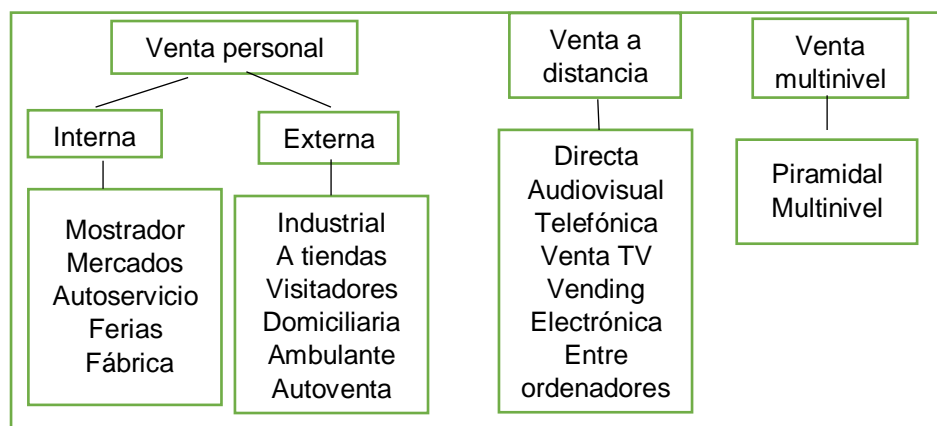 Venta personal
Interna
Mostrador
Mercados
Autoservicio
Ferias
Fábrica
Externa
Industrial
A tiendas
Visitadores
Domiciliaria
Ambulante
Autoventa
Venta a
distancia
Directa
Audiovisual
Telefónica
Venta TV
Vending
Electrónica
Entre
ordenadores
Venta
multinivel
Piramidal
Multinivel